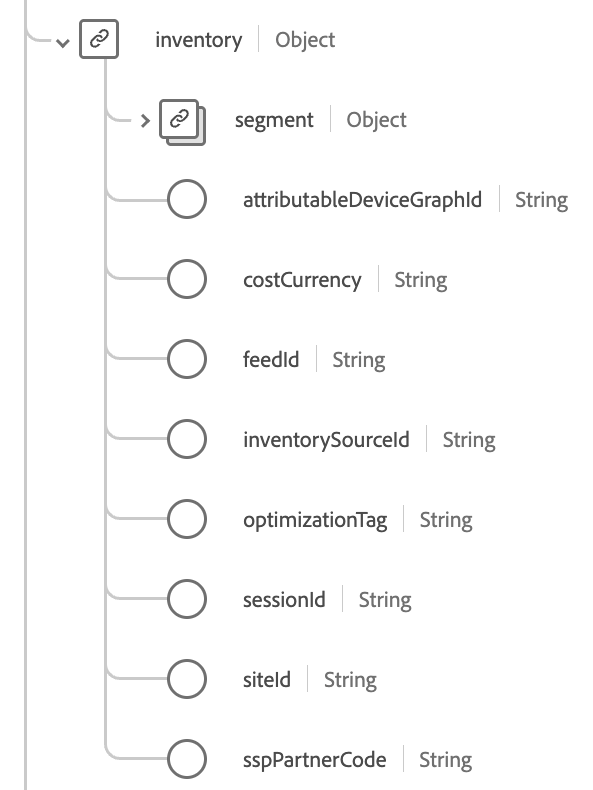 inventory Object
segment Object
attributableDeviceGraphId String
costCurrency String
feedId String
inventorySourceId String
optimizationTag String
sessionId String
siteId String
sspPartnerCode String